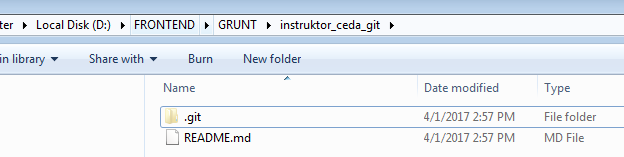 ter ▸ Local Disk (D:) ▸ FRONTEND ▸ GRUNT ▸ instruktor_ceda_git ▸
in library ▾ Share with ▾ Burn New folder
Name Date modified Type
.git 4/1/2017 2:57 PM File folder
README.md 4/1/2017 2:57 PM MD File